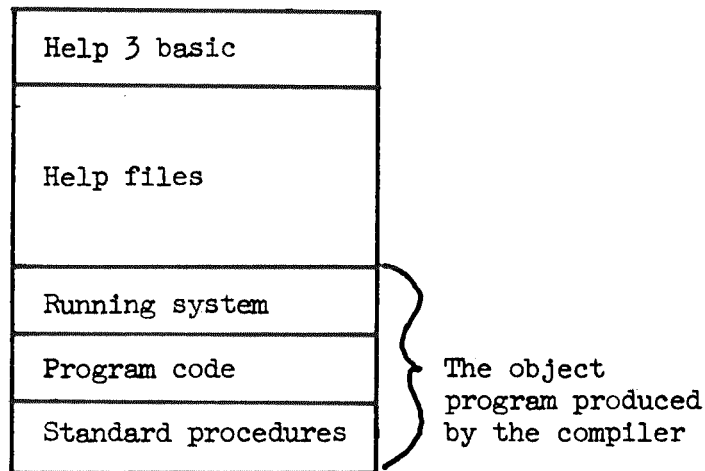 Help 3 basic
Help files
Running system
Program code
Standard procedures
The object
program produced
by the compiler